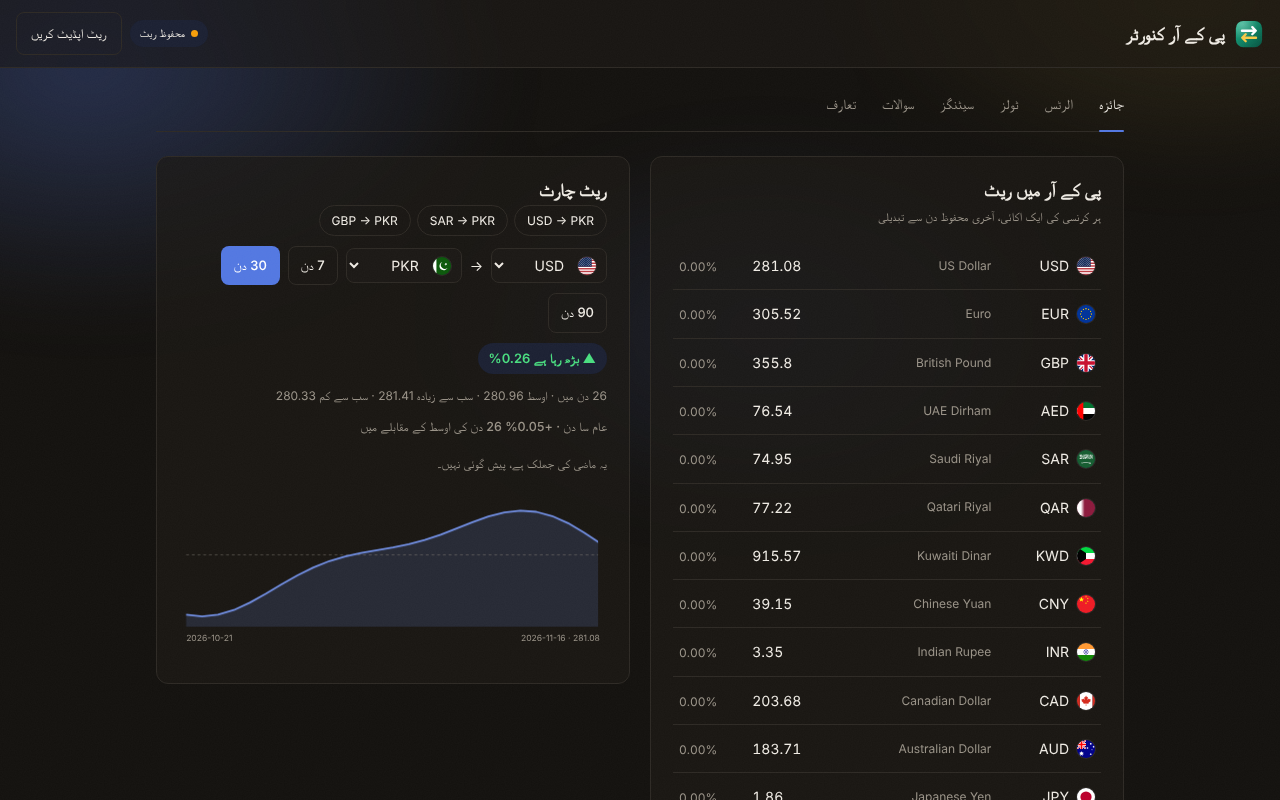 پی کے آر کنورٹر
محفوظ ریٹ
ریٹ اپڈیٹ کریں
جائزہ الرٹس ٹولز سیٹنگز سوالات تعارف
پی کے آر میں ریٹ
ہر کرنسی کی ایک اکائی، آخری محفوظ دن سے تبدیلی
USD US Dollar 281.08 0.00%
EUR Euro 305.52 0.00%
GBP British Pound 355.8 0.00%
AED UAE Dirham 76.54 0.00%
SAR Saudi Riyal 74.95 0.00%
QAR Qatari Riyal 77.22 0.00%
KWD Kuwaiti Dinar 915.57 0.00%
CNY Chinese Yuan 39.15 0.00%
INR Indian Rupee 3.35 0.00%
CAD Canadian Dollar 203.68 0.00%
AUD Australian Dollar 183.71 0.00%
JPY Japanese Yen 1.86 0.00%
ریٹ چارٹ
USD → PKR SAR → PKR GBP → PKR
USD → PKR 7 دن 30 دن
90 دن
▲ بڑھ رہا ہے 0.26%
26 دن میں · اوسط 280.96 · سب سے زیادہ 281.41 · سب سے کم 280.33
عام سا دن · +0.05% 26 دن کی اوسط کے مقابلے میں
یہ ماضی کی جھلک ہے، پیش گوئی نہیں۔
2026-10-21 2026-11-16 · 281.08